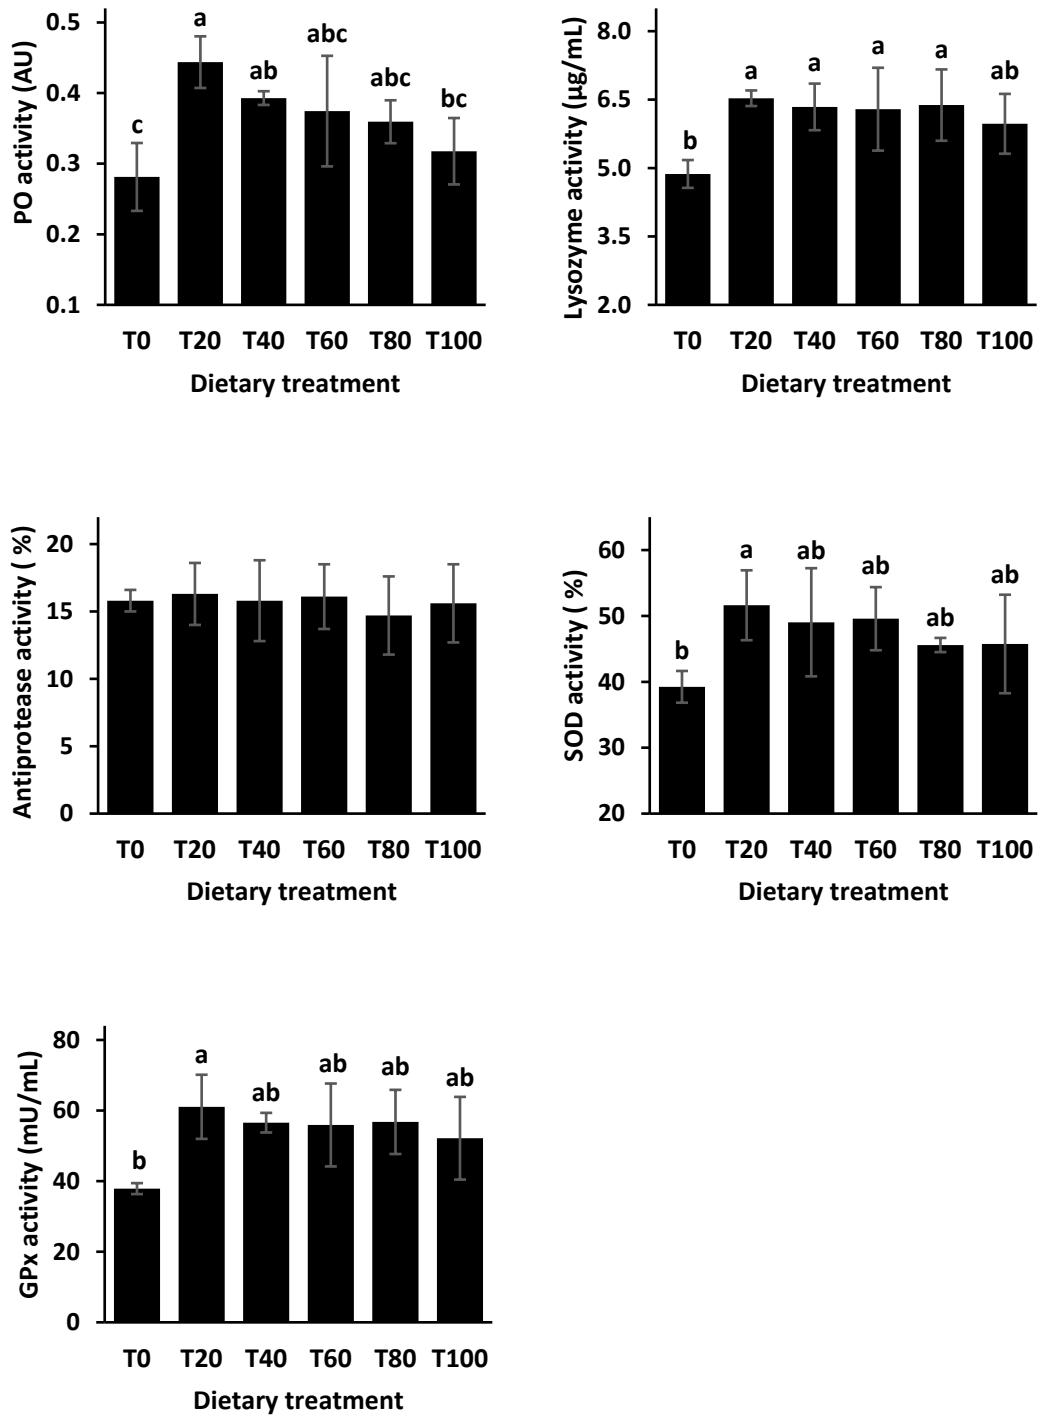 PO activity (AU)
0.5
0.4
0.3
0.2
0.1
c
a
ab
abc
abc
bc
T0 T20 T40 T60 T80 T100
Dietary treatment
Lysozyme activity (µg/mL)
8.0
6.5
5.0
3.5
2.0
b
a
a
a
a
ab
T0 T20 T40 T60 T80 T100
Dietary treatment
Antiprotease activity ( %)
20
15
10
5
0
T0 T20 T40 T60 T80 T100
Dietary treatment
SOD activity ( %)
60
50
40
30
20
b
a
ab
ab
ab
ab
T0 T20 T40 T60 T80 T100
Dietary treatment
GPx activity (mU/mL)
80
60
40
20
0
b
a
ab
ab
ab
ab
T0 T20 T40 T60 T80 T100
Dietary treatment